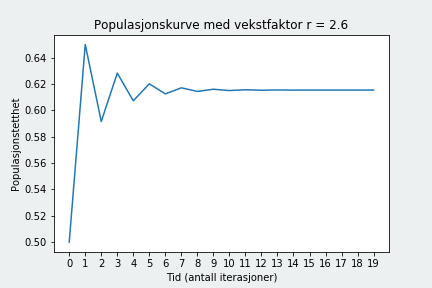 Populasjonskurve med vekstfaktor r = 2.6
Populasjonstetthet
0.64
0.62
0.60
0.58
0.56
0.54
0.52
0.50
0 1 2 3 4 5 6 7 8 9 10 11 12 13 14 15 16 17 18 19
Tid (antall iterasjoner)